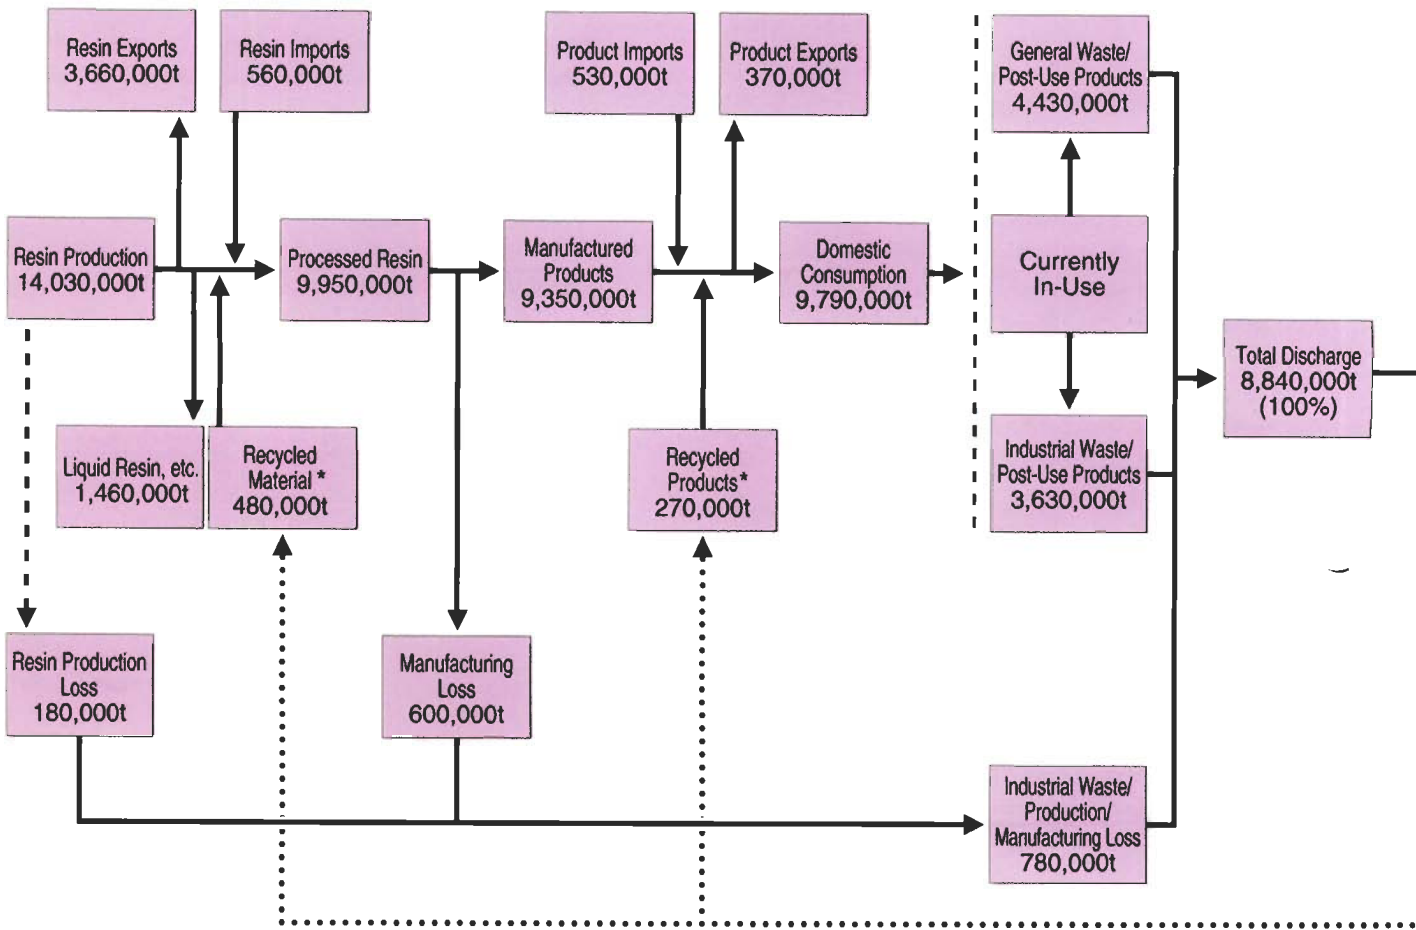 Resin Exports
3,660,000t
Resin Imports
560,000t
Product Imports
530,000t
Product Exports
370,000t
General Waste/
Post-Use Products
4,430,000t
Resin Production
14,030,000t
Processed Resin
9,950,000t
Manufactured
Products
9,350,000t
Domestic
Consumption
9,790,000t
Currently
In-Use
Total Discharge
8,840,000t
(100%)
Liquid Resin, etc.
1,460,000t
Recycled
Material *
480,000t
Recycled
Products*
270,000t
Industrial Waste/
Post-Use Products
3,630,000t
Resin Production
Loss
180,000t
Manufacturing
Loss
600,000t
Industrial Waste/
Production/
Manufacturing Loss
780,000t